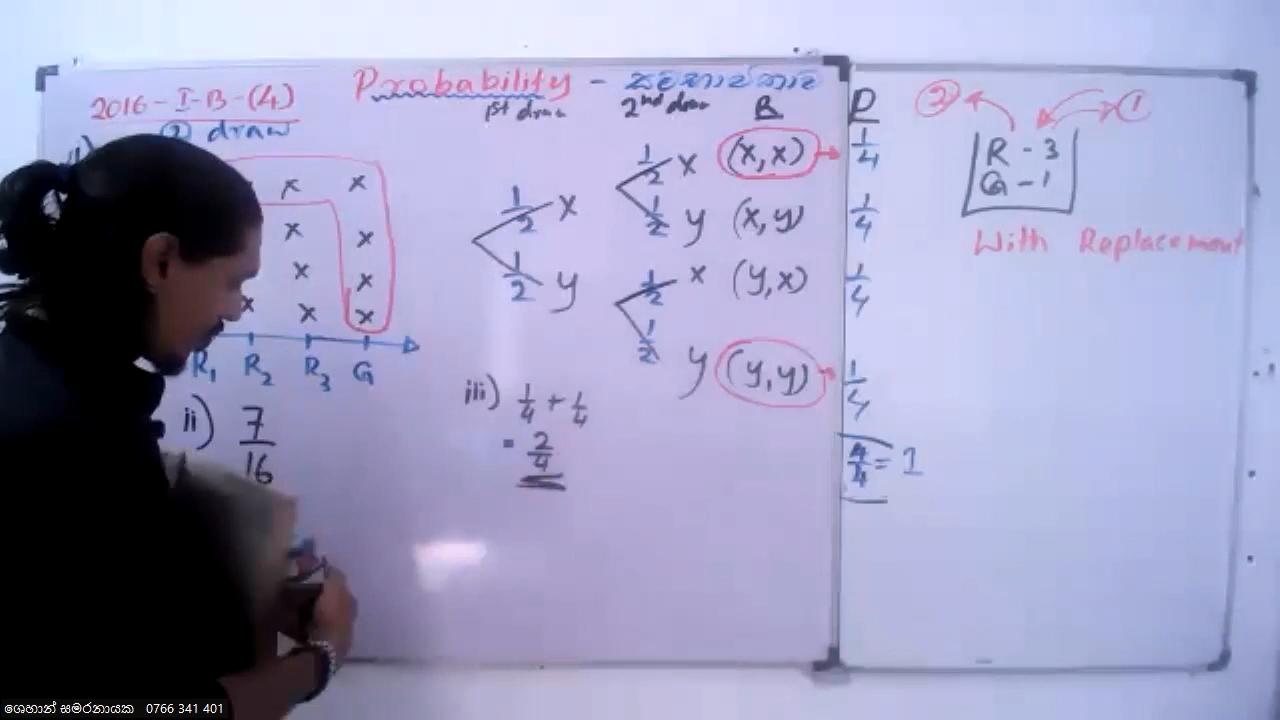 Probability - සම්භාවිතාව
2016 - I - B - (4)
② draw
R₁ R₂ R₃ G
ii) 7/16
1st draw 2nd draw
1/2 x
1/2 y
1/2 x (x, x) 1/4
1/2 y (x, y) 1/4
1/2 x (y, x) 1/4
1/2 y (y, y) 1/4
4/4 = 1
iii) 1/4 + 1/4
= 2/4
② ①
R - 3
G - 1
With Replacement
0766 341 401